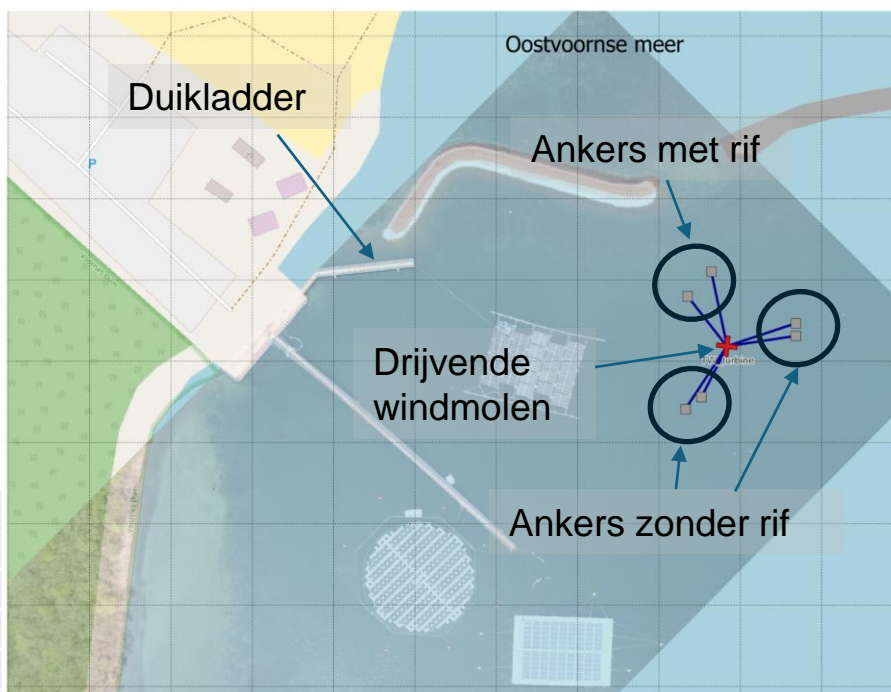 Oostvoornse meer
Duikladder
Ankers met rif
P
Drijvende
windmolen
Ankers zonder rif